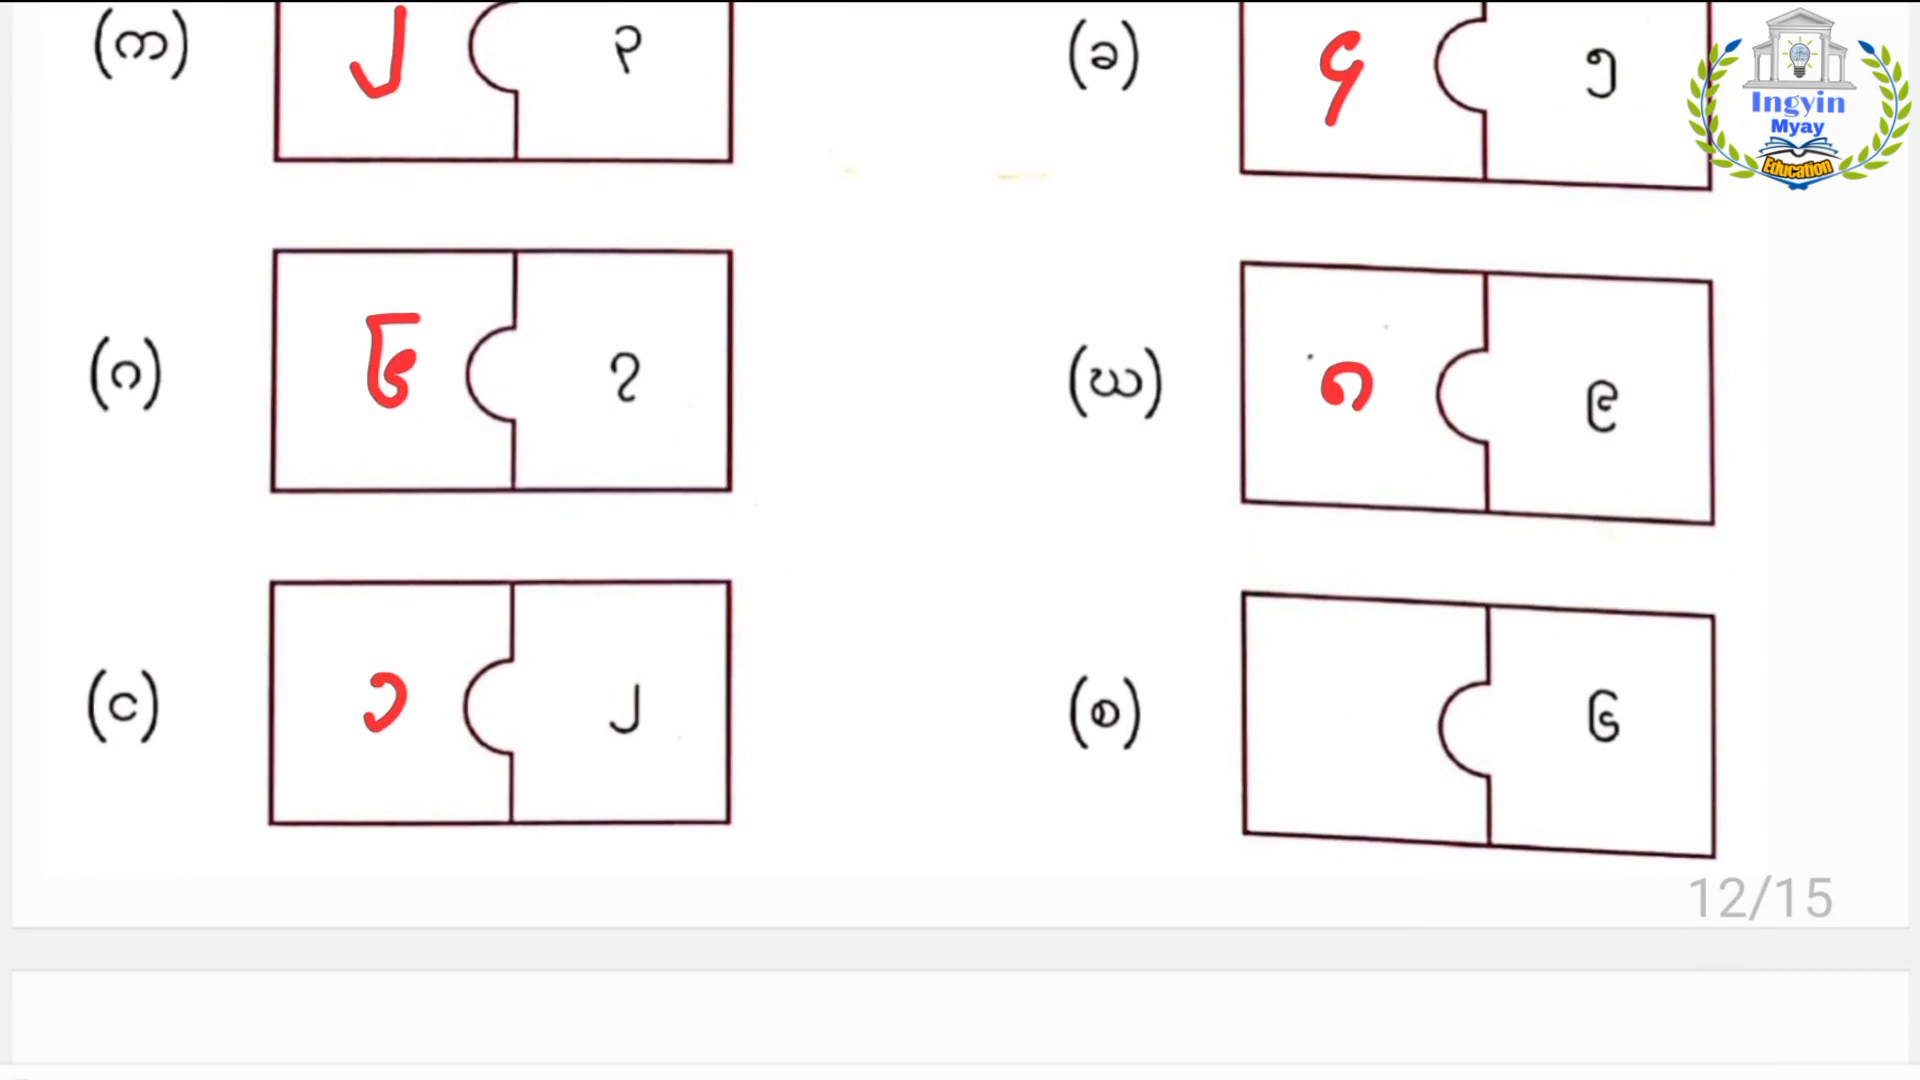 (က) ၂ ၃ (ခ) ၄ ၅
(ဂ) ၆ ၇ (ဃ) ၈ ၉
(င) ၁ ၂ (စ) ၆
12/15
Ingyin
Myay
Education